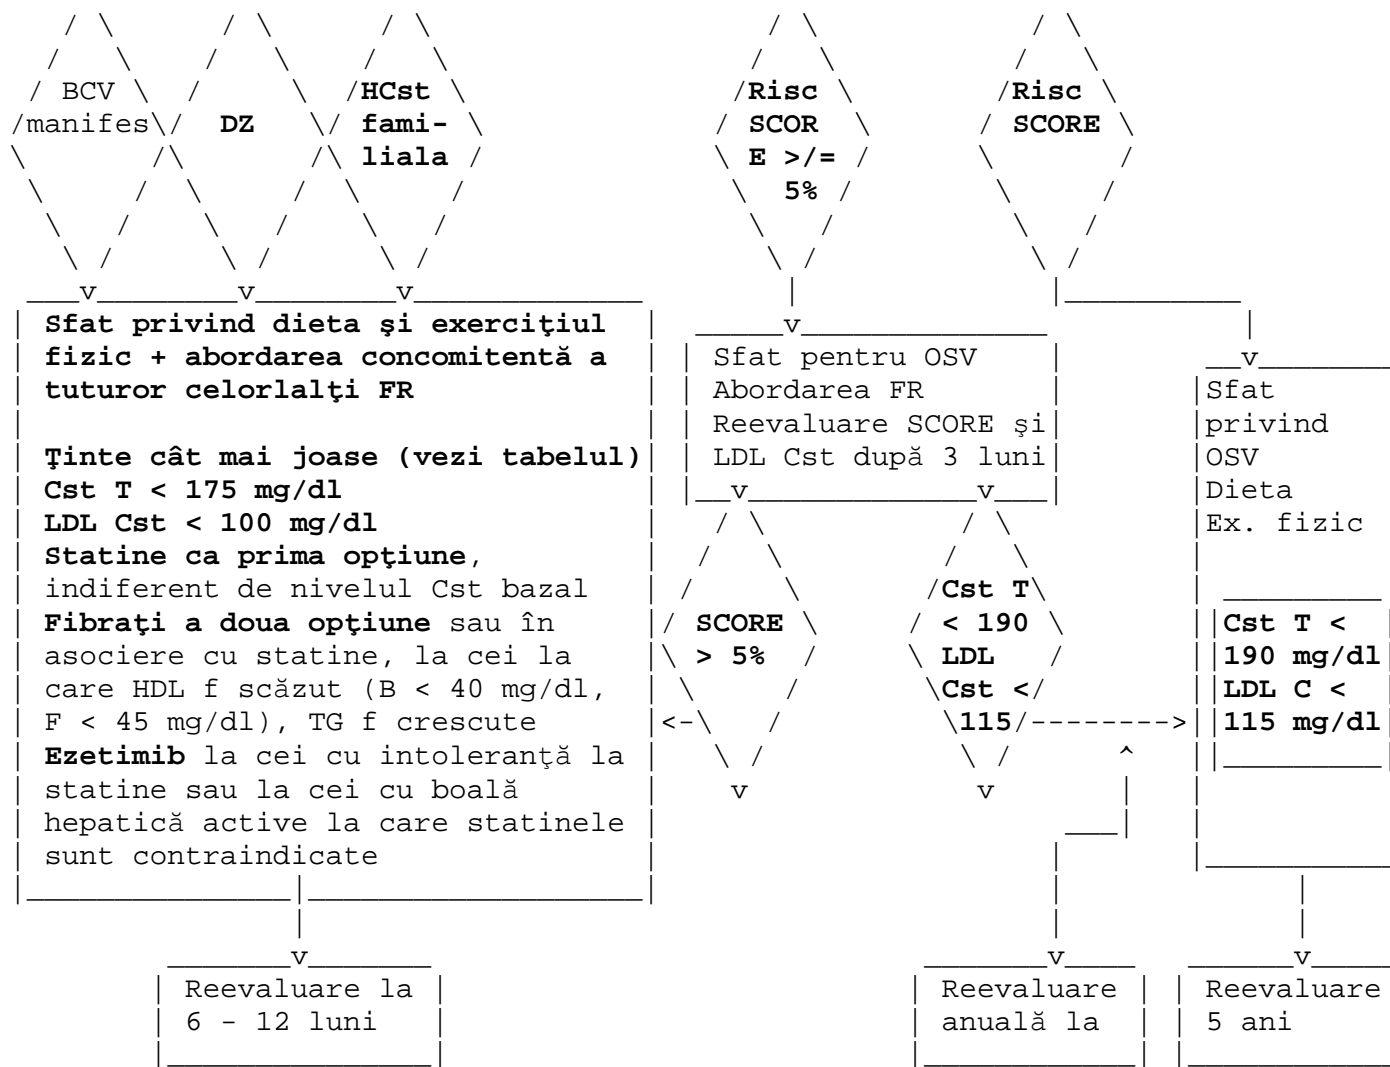 BCV
manifes
DZ
HCst
fami-
liala
Risc
SCOR
E >/=
5%
Risc
SCORE
Sfat privind dieta şi exerciţiul
fizic + abordarea concomitentă a
tuturor celorlalţi FR
Ţinte cât mai joase (vezi tabelul)
Cst T < 175 mg/dl
LDL Cst < 100 mg/dl
Statine ca prima opţiune,
indiferent de nivelul Cst bazal
Fibraţi a doua opţiune sau în
asociere cu statine, la cei la
care HDL f scăzut (B < 40 mg/dl,
F < 45 mg/dl), TG f crescute
Ezetimib la cei cu intoleranţă la
statine sau la cei cu boală
hepatică active la care statinele
sunt contraindicate
Sfat pentru OSV
Abordarea FR
Reevaluare SCORE şi
LDL Cst după 3 luni
SCORE
> 5%
Cst T
< 190
LDL
Cst <
115
Sfat
privind
OSV
Dieta
Ex. fizic
Cst T <
190 mg/dl
LDL C <
115 mg/dl
Reevaluare la
6 - 12 luni
Reevaluare
anuală la
Reevaluare
5 ani